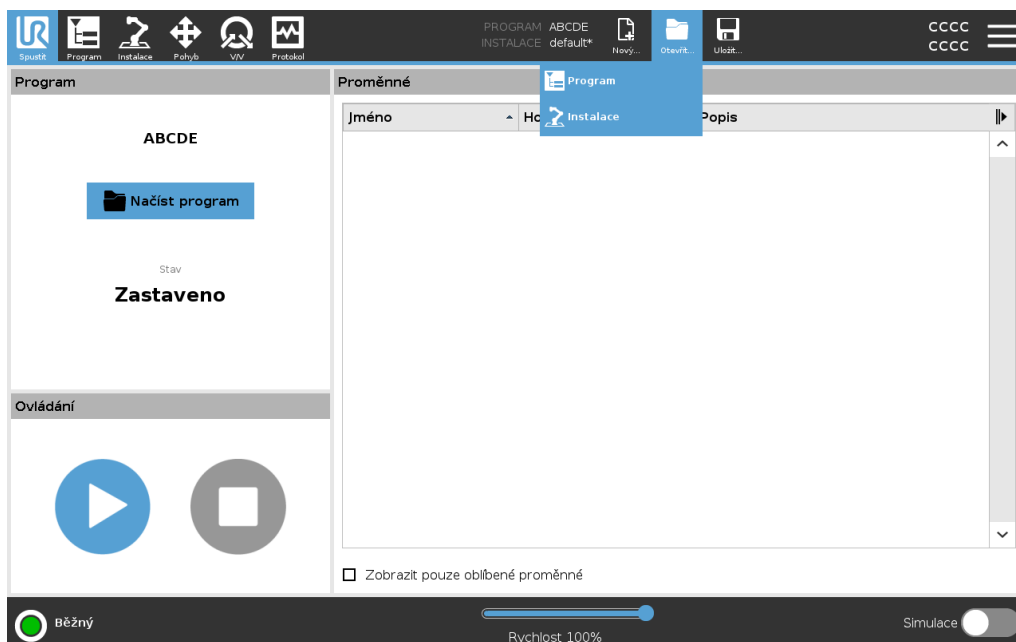 Spustit
Program
Instalace
Pohyb
V/V
Protokol
PROGRAM ABCDE
INSTALACE default*
Nový...
Otevřít...
Uložit...
CCCC
CCCC
Program
Proměnné
Program
Instalace
Jméno
Popis
ABCDE
Načíst program
Stav
Zastaveno
Ovládání
Zobrazit pouze oblíbené proměnné
Běžný
Rychlost 100%
Simulace